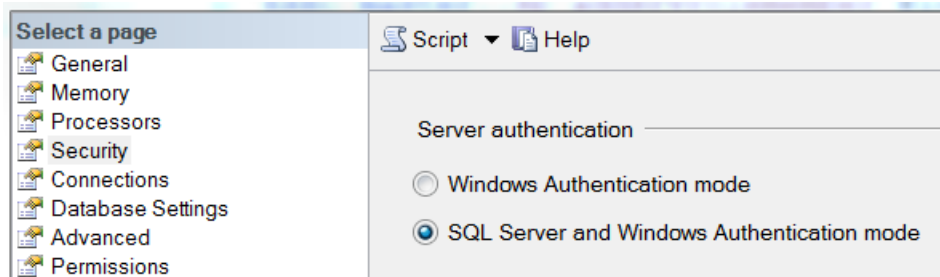 Select a page
General
Memory
Processors
Security
Connections
Database Settings
Advanced
Permissions
Script Help
Server authentication
Windows Authentication mode
SQL Server and Windows Authentication mode